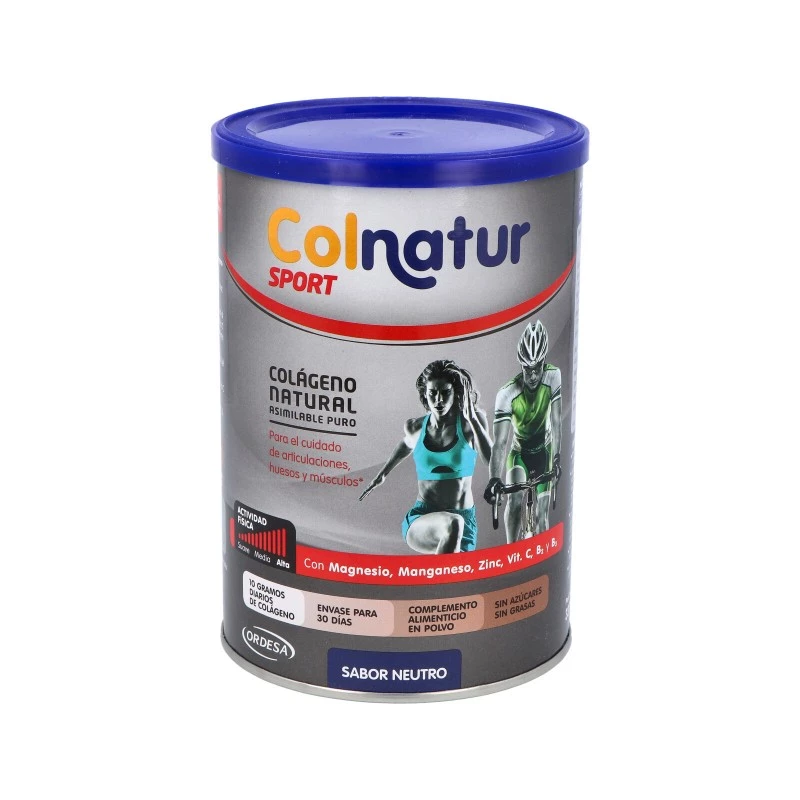 Colnatur
SPORT
COLÁGENO
NATURAL
ASIMILABLE PURO
Para el cuidado
de articulaciones,
huesos y músculos*
ACTIVIDAD
FÍSICA
Suave Media Alta
Con Magnesio, Manganeso, Zinc, Vit. C, B₂ y B₃
10 GRAMOS
DIARIOS
DE COLÁGENO
ENVASE PARA
30 DÍAS
COMPLEMENTO
ALIMENTICIO
EN POLVO
SIN AZÚCARES
SIN GRASAS
ORDESA
SABOR NEUTRO